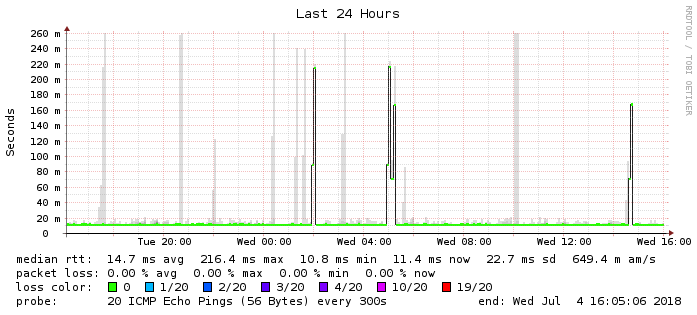 Last 24 Hours
RRDTOOL / TOBI OETIKER
Seconds
260 m
240 m
220 m
200 m
180 m
160 m
140 m
120 m
100 m
80 m
60 m
40 m
20 m
0
Tue 20:00 Wed 00:00 Wed 04:00 Wed 08:00 Wed 12:00 Wed 16:00
median rtt: 14.7 ms avg 216.4 ms max 10.8 ms min 11.4 ms now 22.7 ms sd 649.4 m am/s
packet loss: 0.00 % avg 0.00 % max 0.00 % min 0.00 % now
loss color: 0 1/20 2/20 3/20 4/20 10/20 19/20
probe: 20 ICMP Echo Pings (56 Bytes) every 300s end: Wed Jul 4 16:05:06 2018